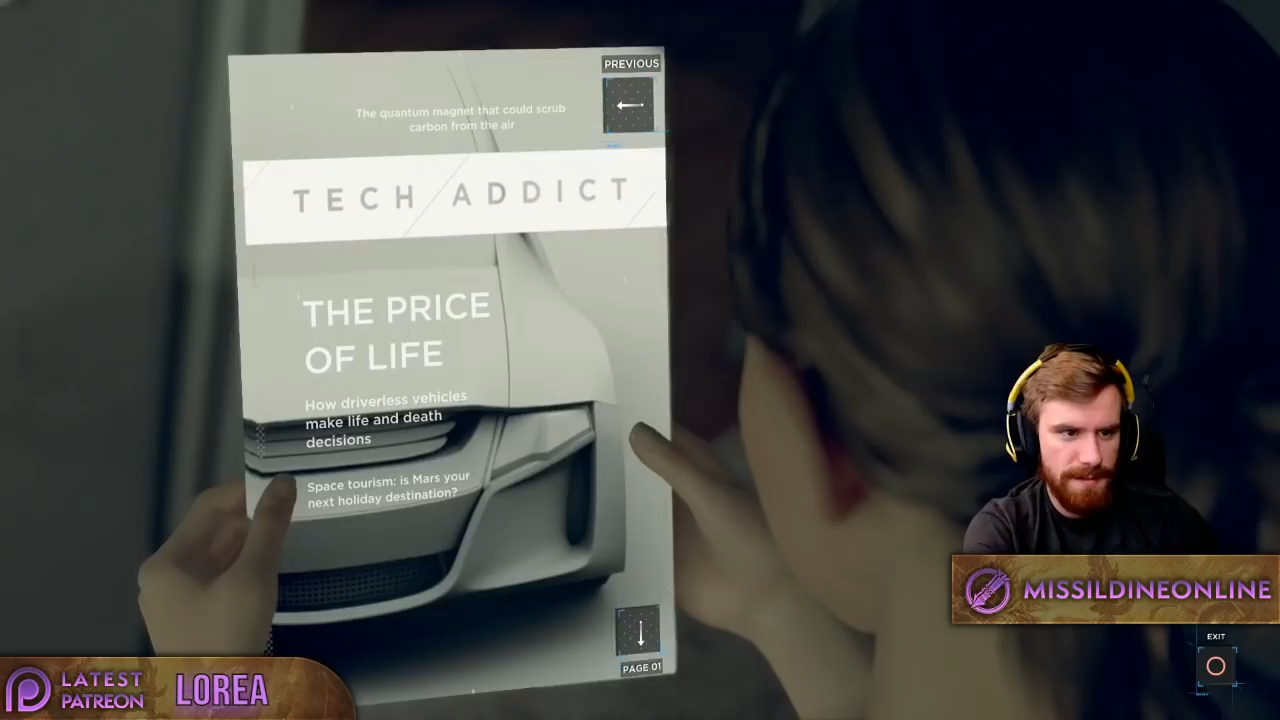 PREVIOUS
The quantum magnet that could scrub
carbon from the air
TECH ADDICT
THE PRICE
OF LIFE
How driverless vehicles
make life and death
decisions
Space tourism: is Mars your
next holiday destination?
PAGE 01
MISSILDINEONLINE
EXIT
LATEST
PATREON
LOREA